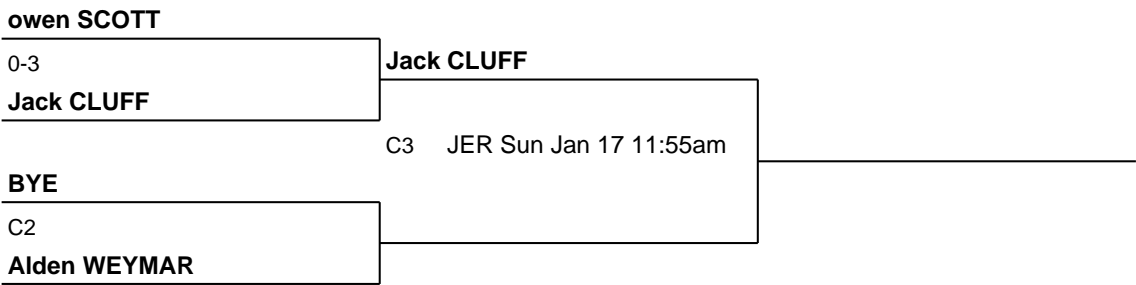 owen SCOTT
0-3
Jack CLUFF
Jack CLUFF
C3 JER Sun Jan 17 11:55am
BYE
C2
Alden WEYMAR